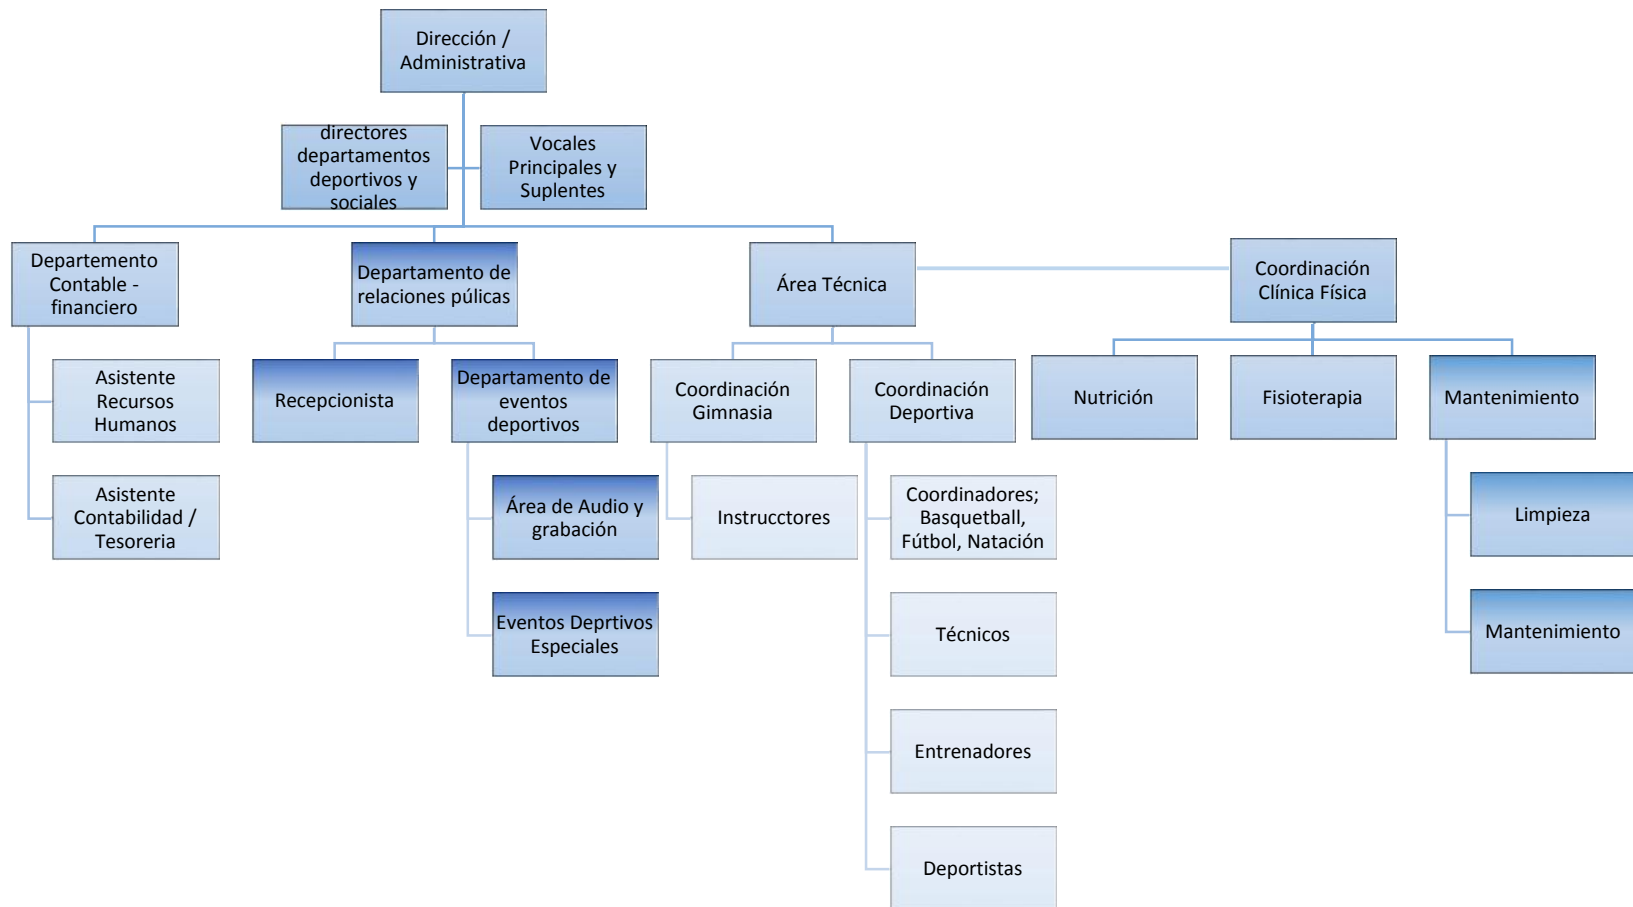 Dirección /
Administrativa
directores
departamentos
deportivos y
sociales
Vocales
Principales y
Suplentes
Departemento
Contable -
financiero
Departamento de
relaciones púlicas
Área Técnica
Coordinación
Clínica Física
Asistente
Recursos
Humanos
Recepcionista
Departamento de
eventos
deportivos
Coordinación
Gimnasia
Coordinación
Deportiva
Nutrición
Fisioterapia
Mantenimiento
Asistente
Contabilidad /
Tesoreria
Área de Audio y
grabación
Instrucctores
Coordinadores;
Basquetball,
Fútbol, Natación
Limpieza
Eventos Deprtivos
Especiales
Técnicos
Mantenimiento
Entrenadores
Deportistas